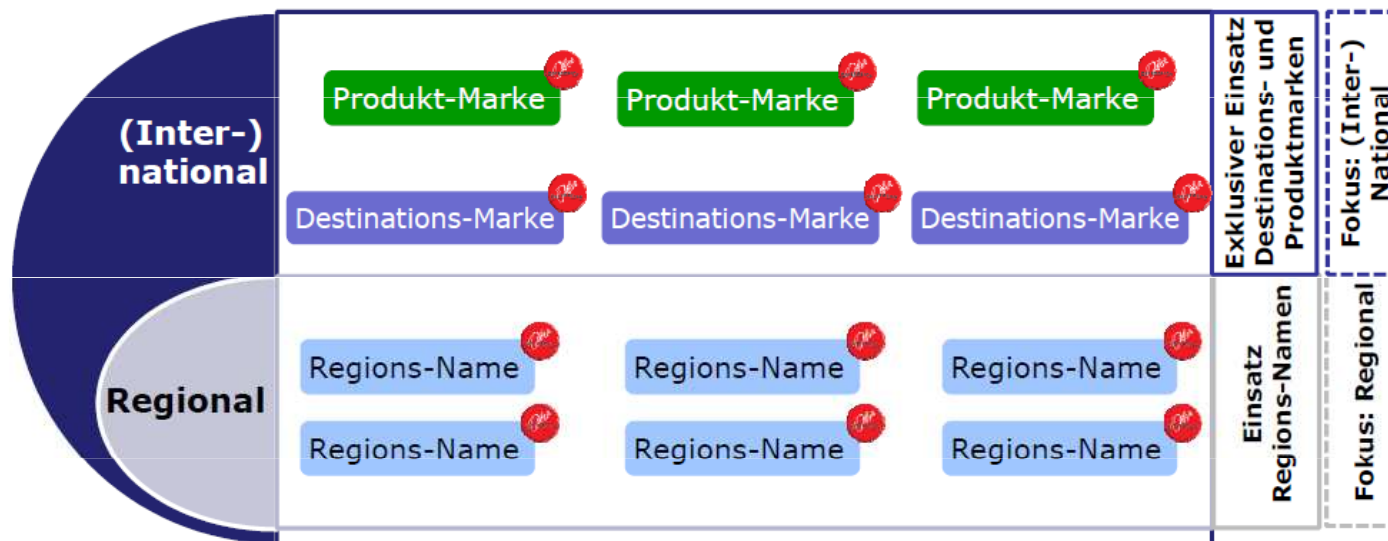 (Inter-)
national
Produkt-Marke
Produkt-Marke
Produkt-Marke
Destinations-Marke
Destinations-Marke
Destinations-Marke
Exklusiver Einsatz
Destinations- und
Produktmarken
Fokus: (Inter-)
National
Regional
Regions-Name
Regions-Name
Regions-Name
Regions-Name
Regions-Name
Regions-Name
Einsatz
Regions-Namen
Fokus: Regional